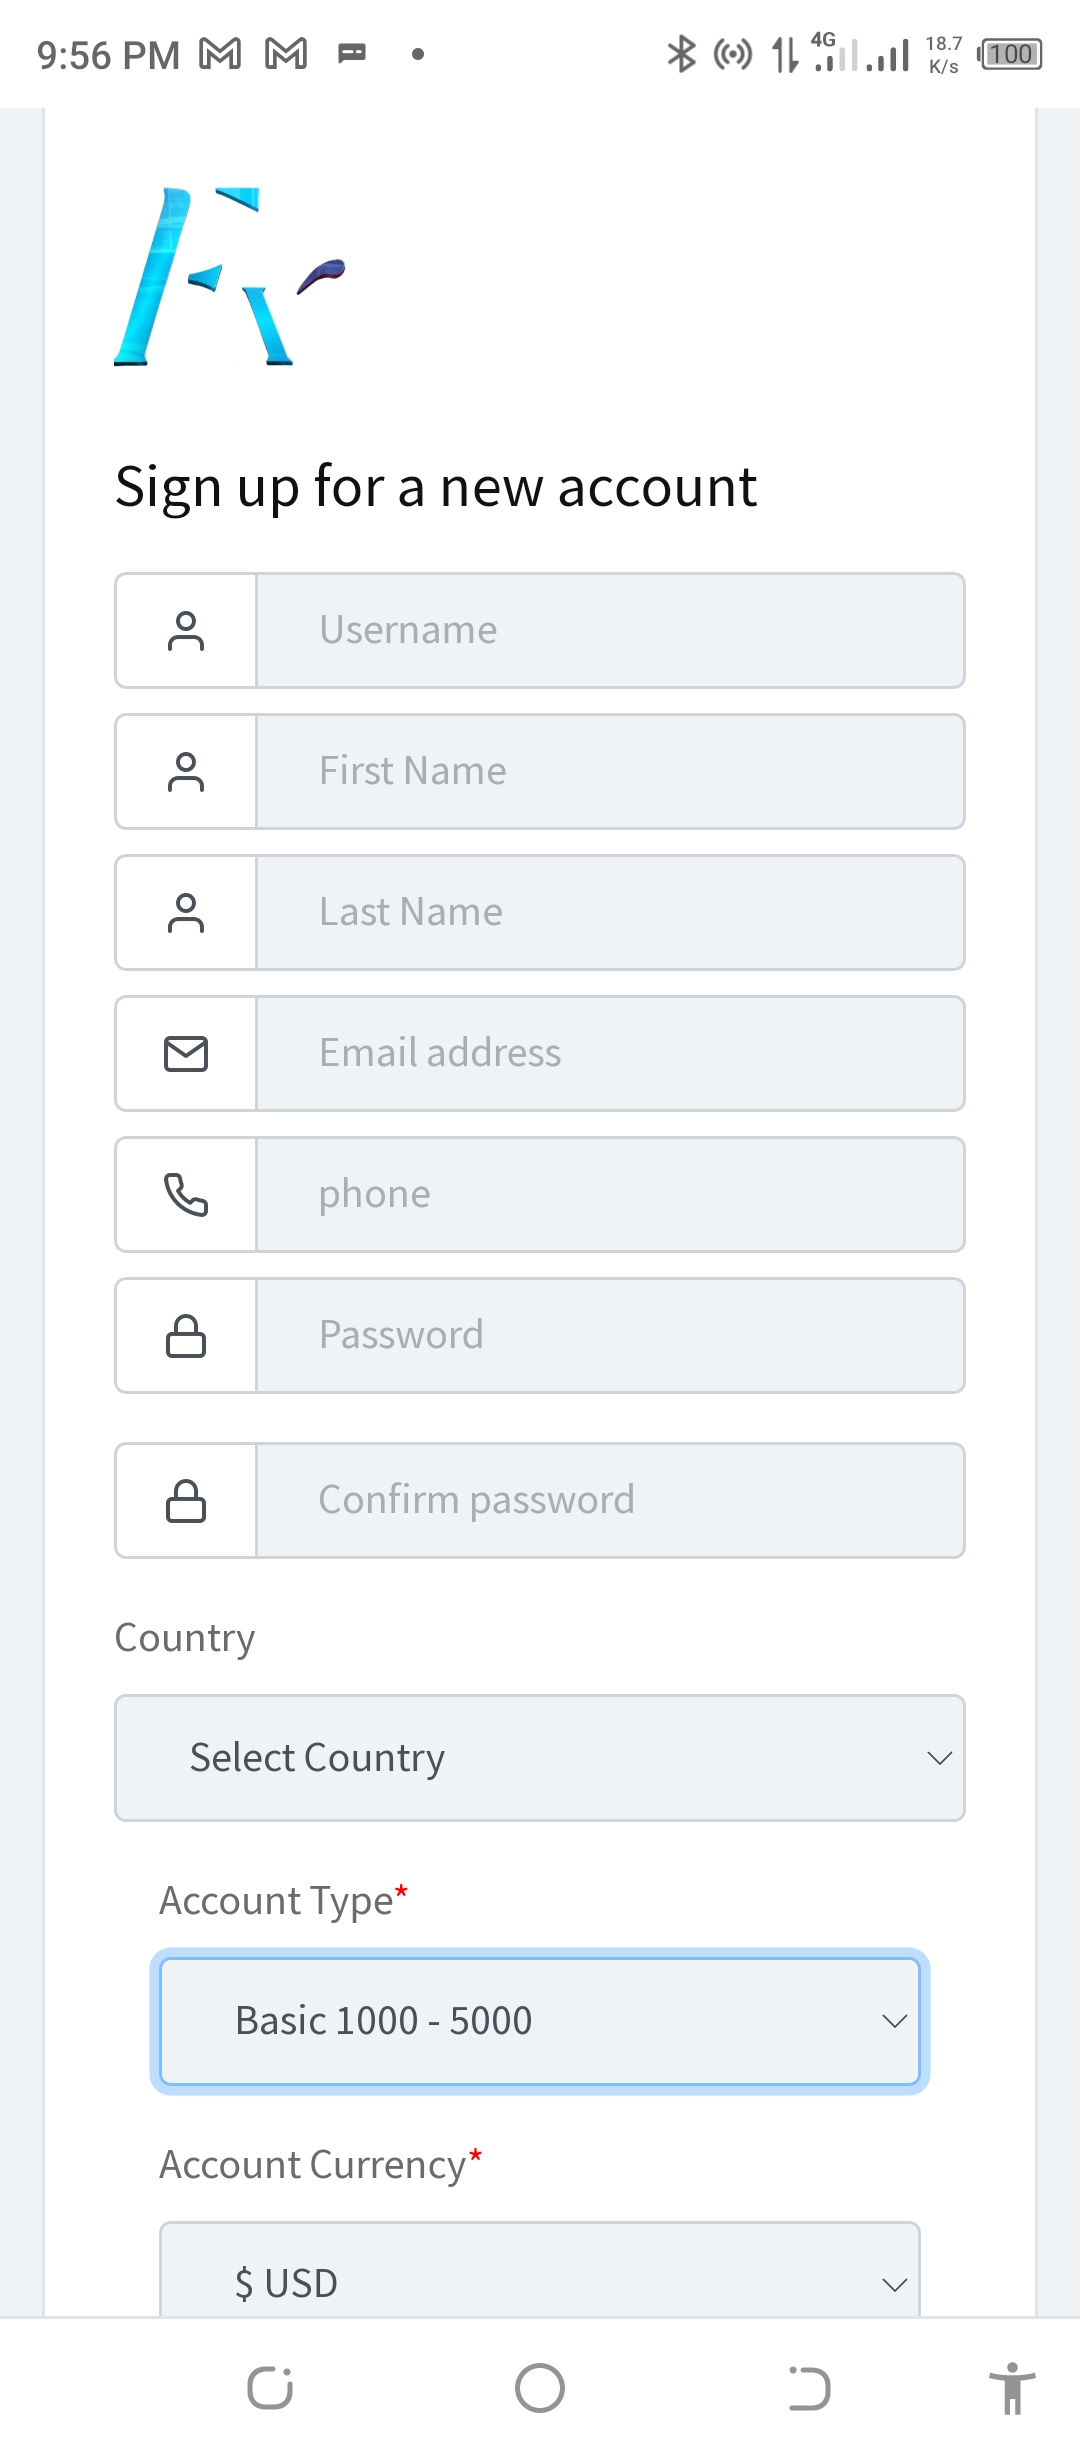 9:56 PM
4G
18.7
K/s
100
Sign up for a new account
Username
First Name
Last Name
Email address
phone
Password
Confirm password
Country
Select Country
Account Type*
Basic 1000 - 5000
Account Currency*
$ USD